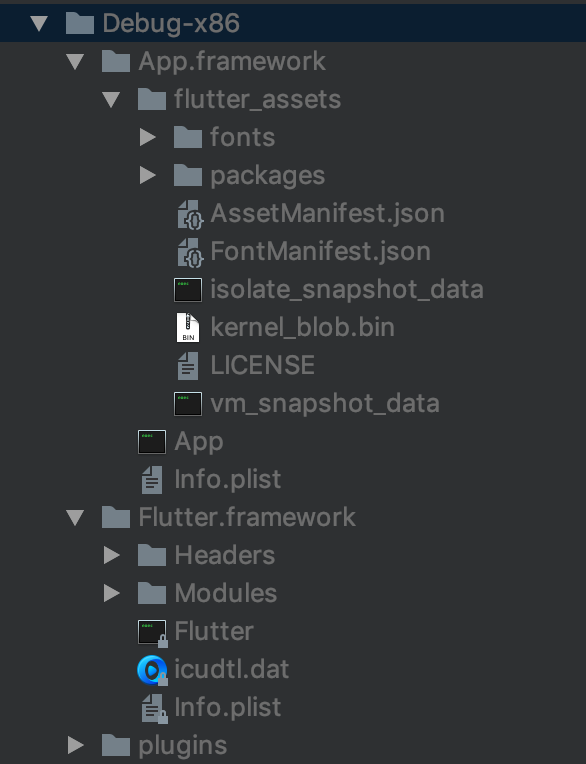 Debug-x86
App.framework
flutter_assets
fonts
packages
AssetManifest.json
FontManifest.json
isolate_snapshot_data
kernel_blob.bin
LICENSE
vm_snapshot_data
App
Info.plist
Flutter.framework
Headers
Modules
Flutter
icudtl.dat
Info.plist
plugins